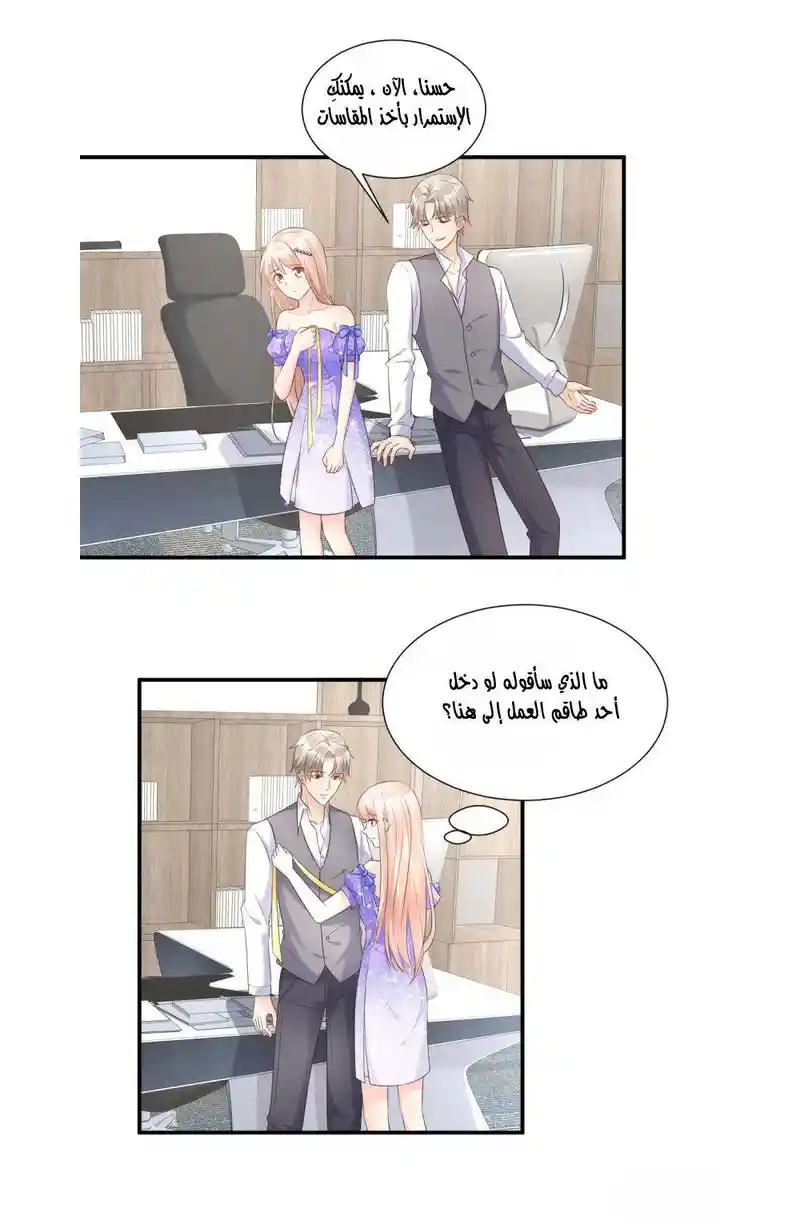 حسنا، الآن ، يمكنكِ
الإستمرار بأخذ المقاسات
ما الذي سأقوله لو دخل
أحد طاقم العمل إلى هنا؟